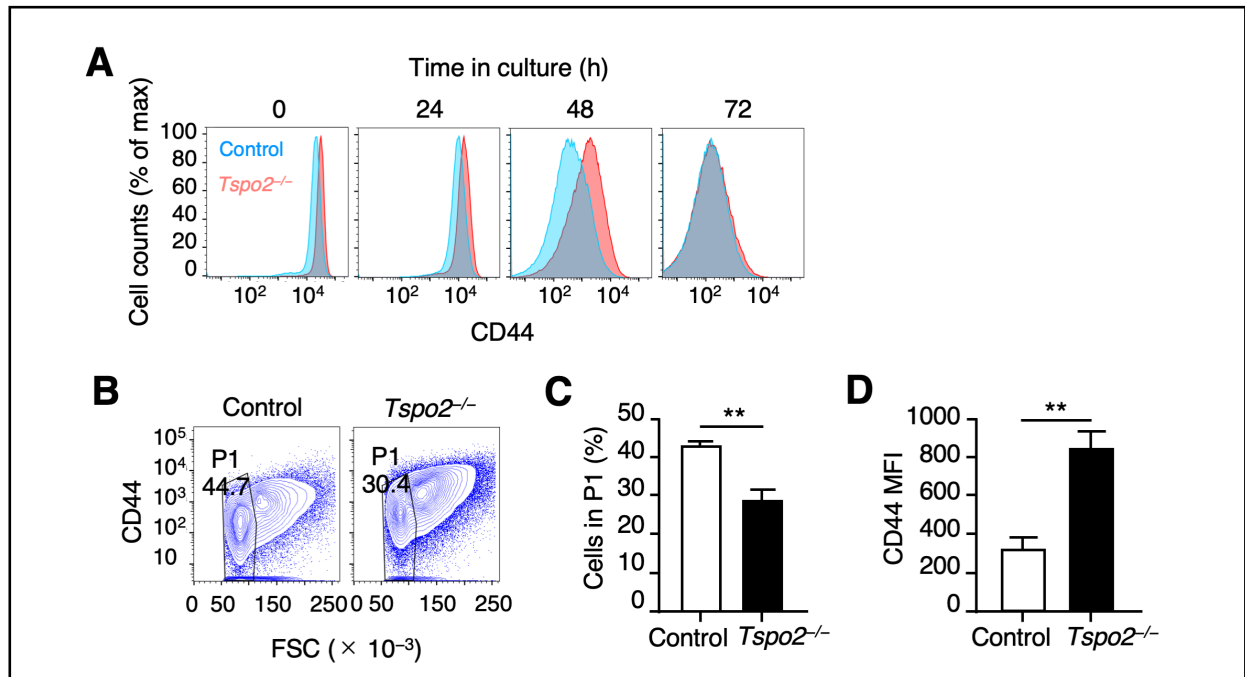 A
Time in culture (h)
0 24 48 72
Cell counts (% of max)
100
80
60
40
20
0
Control
Tspo2–/–
10² 10⁴ 10² 10⁴ 10² 10⁴ 10² 10⁴
CD44
B
Control Tspo2–/–
CD44
10⁵
10⁴
10³
10²
10
P1
44.7
P1
30.4
0 50 150 250 0 50 150 250
FSC (× 10⁻³)
C
Cells in P1 (%)
50
40
30
20
10
0
**
Control Tspo2–/–
D
CD44 MFI
1000
800
600
400
200
0
**
Control Tspo2–/–